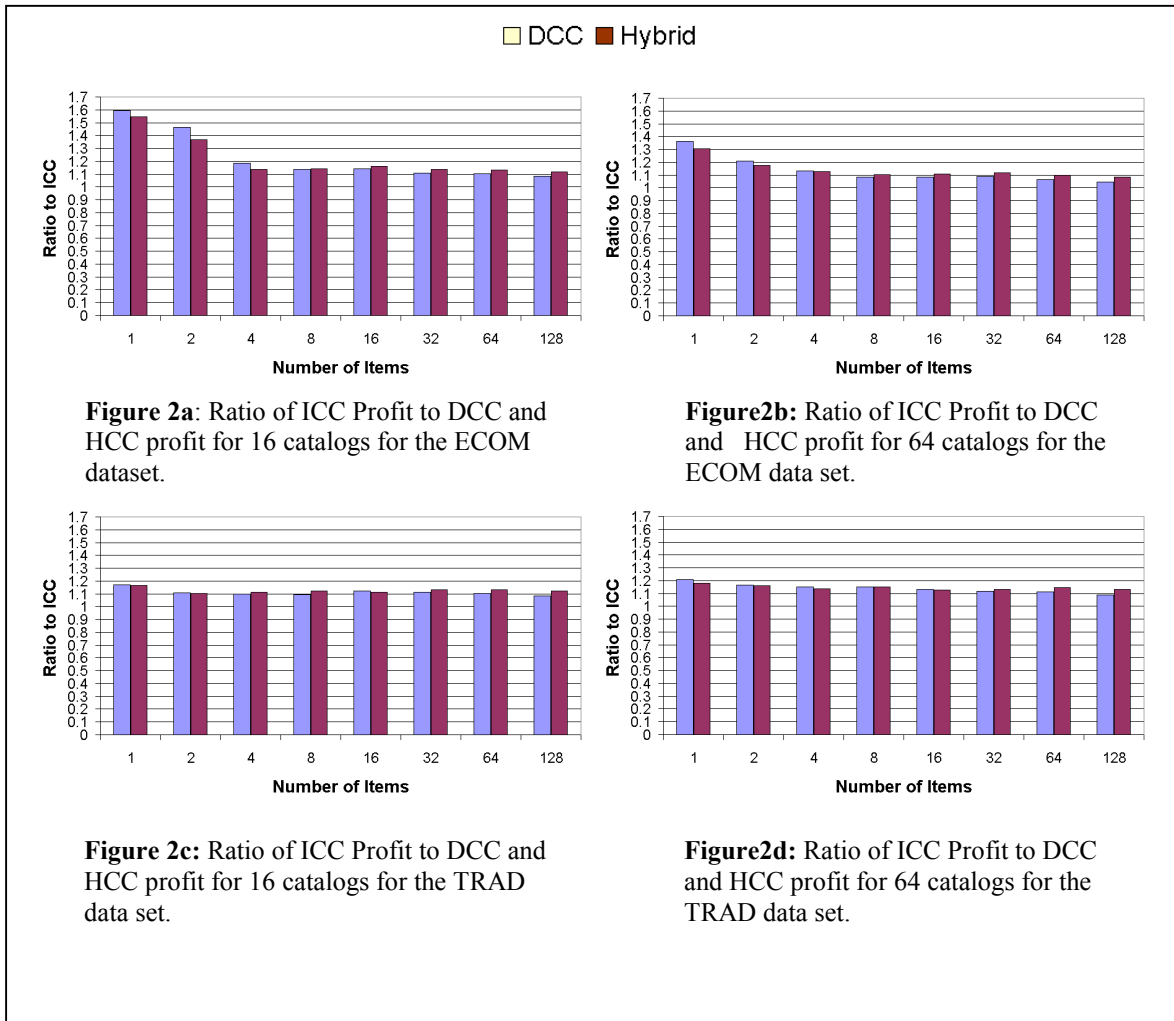 DCC Hybrid
1.7
1.6
1.5
1.4
1.3
1.2
1.1
1
0.9
0.8
0.7
0.6
0.5
0.4
0.3
0.2
0.1
0
Ratio to ICC
1 2 4 8 16 32 64 128
Number of Items
Figure 2a: Ratio of ICC Profit to DCC and
HCC profit for 16 catalogs for the ECOM
dataset.
1.7
1.6
1.5
1.4
1.3
1.2
1.1
1
0.9
0.8
0.7
0.6
0.5
0.4
0.3
0.2
0.1
0
Ratio to ICC
1 2 4 8 16 32 64 128
Number of Items
Figure2b: Ratio of ICC Profit to DCC
and HCC profit for 64 catalogs for the
ECOM data set.
1.7
1.6
1.5
1.4
1.3
1.2
1.1
1
0.9
0.8
0.7
0.6
0.5
0.4
0.3
0.2
0.1
0
Ratio to ICC
1 2 4 8 16 32 64 128
Number of Items
Figure 2c: Ratio of ICC Profit to DCC and
HCC profit for 16 catalogs for the TRAD
data set.
1.7
1.6
1.5
1.4
1.3
1.2
1.1
1
0.9
0.8
0.7
0.6
0.5
0.4
0.3
0.2
0.1
0
Ratio to ICC
1 2 4 8 16 32 64 128
Number of Items
Figure2d: Ratio of ICC Profit to DCC
and HCC profit for 64 catalogs for the
TRAD data set.